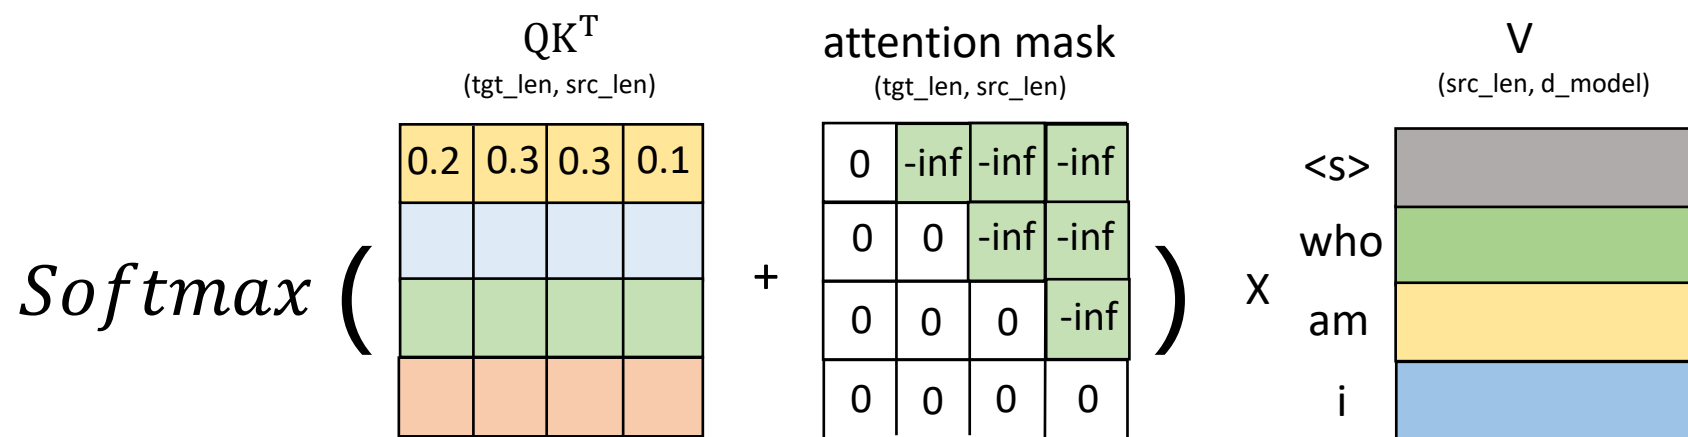 QKᵀ attention mask V
(tgt_len, src_len) (tgt_len, src_len) (src_len, d_model)
0.2 0.3 0.3 0.1 0 -inf -inf -inf <s>
0 0 -inf -inf who
Softmax ( + ) x
0 0 0 -inf am
0 0 0 0 i